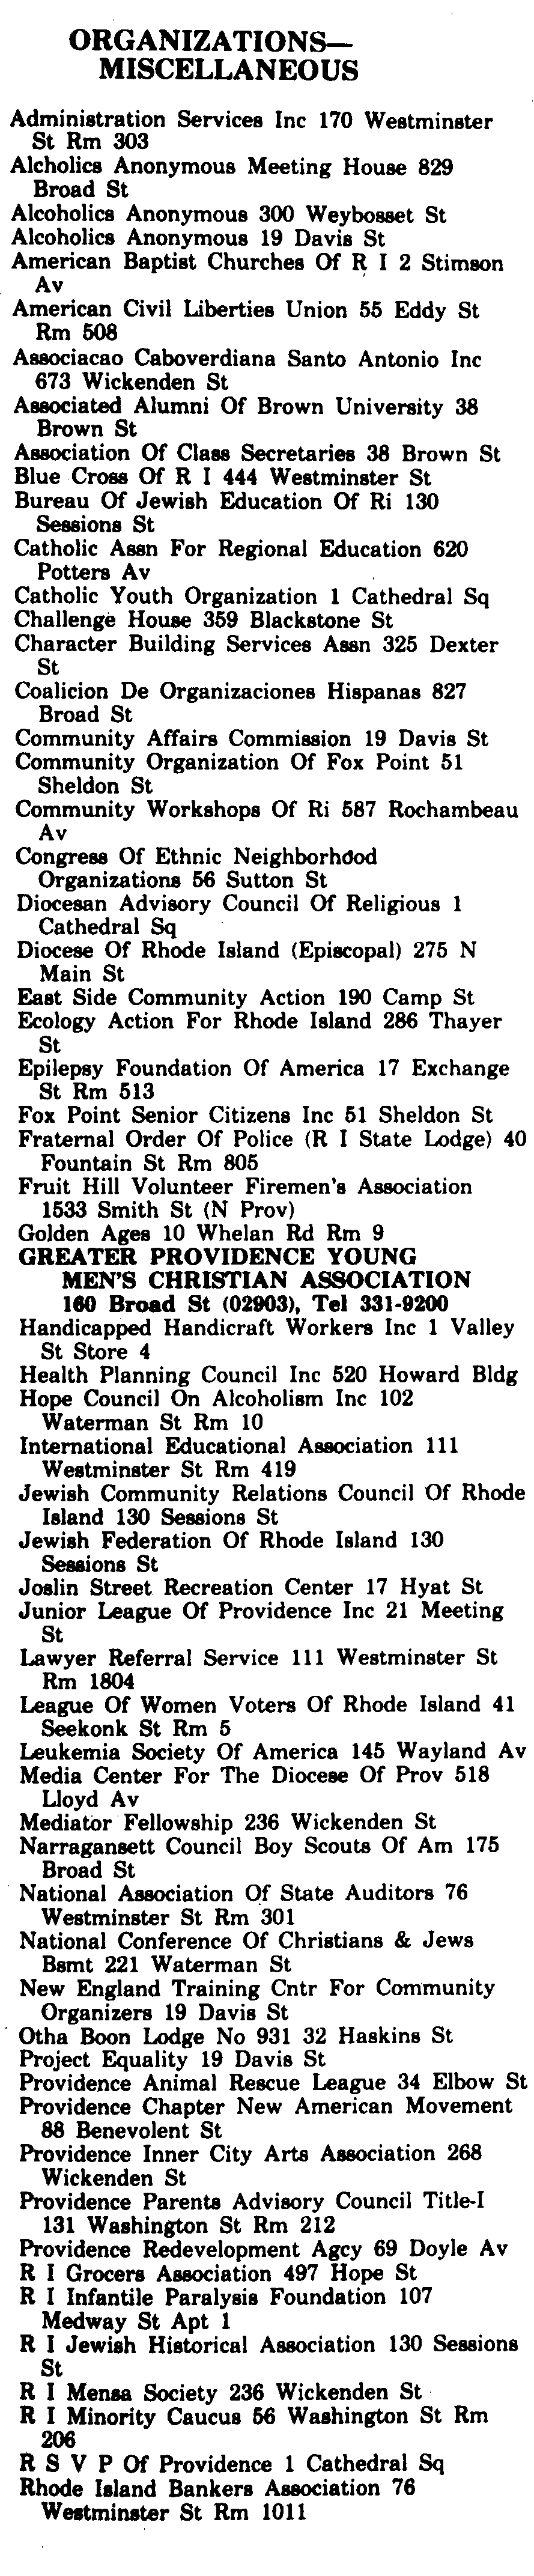 ORGANIZATIONS—
MISCELLANEOUS
Administration Services Inc 170 Westminster
St Rm 303
Alcholics Anonymous Meeting House 829
Broad St
Alcoholics Anonymous 300 Weybosset St
Alcoholics Anonymous 19 Davis St
American Baptist Churches Of R I 2 Stimson
Av
American Civil Liberties Union 55 Eddy St
Rm 508
Associacao Caboverdiana Santo Antonio Inc
673 Wickenden St
Associated Alumni Of Brown University 38
Brown St
Association Of Class Secretaries 38 Brown St
Blue Cross Of R I 444 Westminster St
Bureau Of Jewish Education Of Ri 130
Sessions St
Catholic Assn For Regional Education 620
Potters Av
Catholic Youth Organization 1 Cathedral Sq
Challenge House 359 Blackstone St
Character Building Services Assn 325 Dexter
St
Coalicion De Organizaciones Hispanas 827
Broad St
Community Affairs Commission 19 Davis St
Community Organization Of Fox Point 51
Sheldon St
Community Workshops Of Ri 587 Rochambeau
Av
Congress Of Ethnic Neighborhood
Organizations 56 Sutton St
Diocesan Advisory Council Of Religious 1
Cathedral Sq
Diocese Of Rhode Island (Episcopal) 275 N
Main St
East Side Community Action 190 Camp St
Ecology Action For Rhode Island 286 Thayer
St
Epilepsy Foundation Of America 17 Exchange
St Rm 513
Fox Point Senior Citizens Inc 51 Sheldon St
Fraternal Order Of Police (R I State Lodge) 40
Fountain St Rm 805
Fruit Hill Volunteer Firemen's Association
1533 Smith St (N Prov)
Golden Ages 10 Whelan Rd Rm 9
GREATER PROVIDENCE YOUNG
MEN'S CHRISTIAN ASSOCIATION
160 Broad St (02903), Tel 331-9200
Handicapped Handicraft Workers Inc 1 Valley
St Store 4
Health Planning Council Inc 520 Howard Bldg
Hope Council On Alcoholism Inc 102
Waterman St Rm 10
International Educational Association 111
Westminster St Rm 419
Jewish Community Relations Council Of Rhode
Island 130 Sessions St
Jewish Federation Of Rhode Island 130
Sessions St
Joslin Street Recreation Center 17 Hyat St
Junior League Of Providence Inc 21 Meeting
St
Lawyer Referral Service 111 Westminster St
Rm 1804
League Of Women Voters Of Rhode Island 41
Seekonk St Rm 5
Leukemia Society Of America 145 Wayland Av
Media Center For The Diocese Of Prov 518
Lloyd Av
Mediator Fellowship 236 Wickenden St
Narragansett Council Boy Scouts Of Am 175
Broad St
National Association Of State Auditors 76
Westminster St Rm 301
National Conference Of Christians & Jews
Bsmt 221 Waterman St
New England Training Cntr For Community
Organizers 19 Davis St
Otha Boon Lodge No 931 32 Haskins St
Project Equality 19 Davis St
Providence Animal Rescue League 34 Elbow St
Providence Chapter New American Movement
88 Benevolent St
Providence Inner City Arts Association 268
Wickenden St
Providence Parents Advisory Council Title-I
131 Washington St Rm 212
Providence Redevelopment Agcy 69 Doyle Av
R I Grocers Association 497 Hope St
R I Infantile Paralysis Foundation 107
Medway St Apt 1
R I Jewish Historical Association 130 Sessions
St
R I Mensa Society 236 Wickenden St
R I Minority Caucus 56 Washington St Rm
206
R S V P Of Providence 1 Cathedral Sq
Rhode Island Bankers Association 76
Westminster St Rm 1011